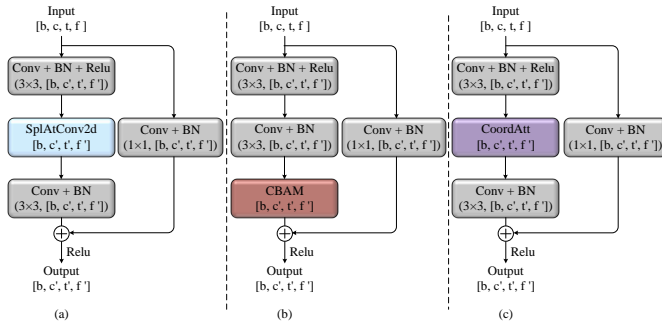 Input
[b, c, t, f ]
Conv + BN + Relu
(3×3, [b, c', t', f '])
SplAtConv2d
[b, c', t', f ']
Conv + BN
(1×1, [b, c', t', f '])
Conv + BN
(3×3, [b, c', t', f '])
Relu
Output
[b, c', t', f ']
(a)
Input
[b, c, t, f ]
Conv + BN + Relu
(3×3, [b, c', t', f '])
Conv + BN
(3×3, [b, c', t', f '])
Conv + BN
(1×1, [b, c', t', f '])
CBAM
[b, c', t', f ']
Relu
Output
[b, c', t', f ']
(b)
Input
[b, c, t, f ]
Conv + BN + Relu
(3×3, [b, c', t', f '])
CoordAtt
[b, c', t', f ']
Conv + BN
(1×1, [b, c', t', f '])
Conv + BN
(3×3, [b, c', t', f '])
Relu
Output
[b, c', t', f ']
(c)